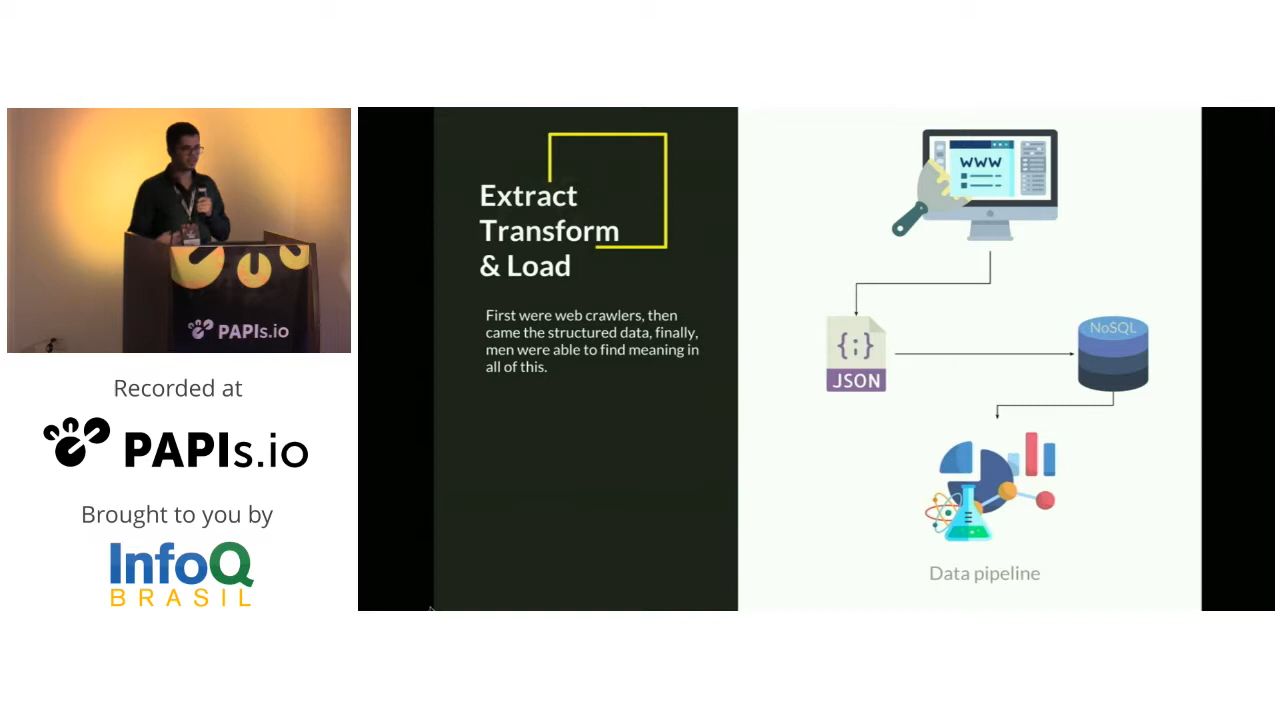 PAPIs.io
Recorded at
PAPIs.io
Brought to you by
InfoQ
BRASIL
Extract
Transform
& Load
First were web crawlers, then
came the structured data, finally,
men were able to find meaning in
all of this.
WWW
{;}
JSON
NoSQL
Data pipeline